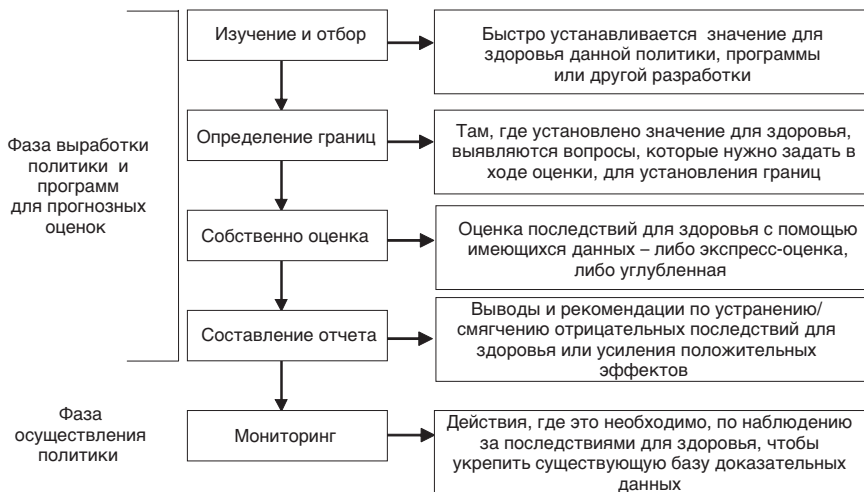 Изучение и отбор
Быстро устанавливается значение для
здоровья данной политики, программы
или другой разработки
Фаза выработки
политики и
программ
для прогнозных
оценок
Определение границ
Там, где установлено значение для здоровья,
выявляются вопросы, которые нужно задать в
ходе оценки, для установления границ
Собственно оценка
Оценка последствий для здоровья с помощью
имеющихся данных – либо экспресс-оценка,
либо углубленная
Составление отчета
Выводы и рекомендации по устранению/
смягчению отрицательных последствий для
здоровья или усиления положительных
эффектов
Фаза
осуществления
политики
Мониторинг
Действия, где это необходимо, по наблюдению
за последствиями для здоровья, чтобы
укрепить существующую базу доказательных
данных